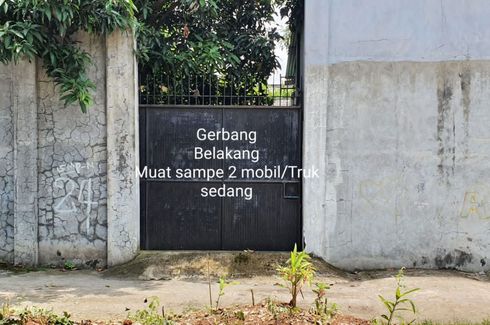 Gerbang
Belakang
Muat sampe 2 mobil/Truk
sedang
24